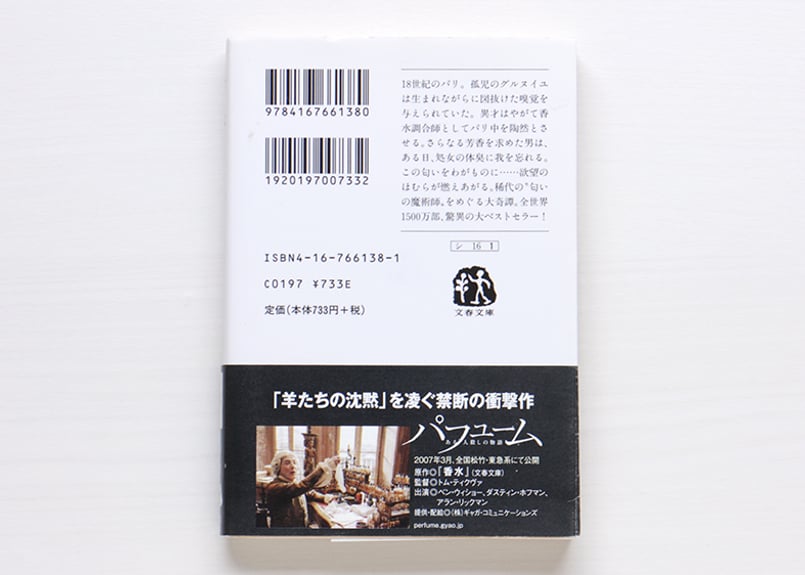 9784167661380
1920197007332
ISBN4-16-766138-1
C0197 ¥733E
定価(本体733円+税)
18世紀のパリ。孤児のグルヌイユ
は生まれながらに図抜けた嗅覚を
与えられていた。異才はやがて香
水調合師としてパリ中を陶然とさ
せる。さらなる芳香を求めた男は、
ある日、処女の体臭に我を忘れる。
この匂いをわがものに……欲望の
ほむらが燃えあがる。稀代の"匂い
の魔術師"をめぐる大奇譚。全世界
1500万部、驚異の大ベストセラー!
シ 16 1
文春文庫
「羊たちの沈黙」を凌ぐ禁断の衝撃作
パフューム
ある人殺しの物語
2007年3月、全国松竹・東急系にて公開
原作◎『香水』(文春文庫)
監督◎トム・ティクヴァ
出演◎ベン・ウィショー、ダスティン・ホフマン、
アラン・リックマン
提供・配給◎(株)ギャガ・コミュニケーションズ
perfume.gyao.jp